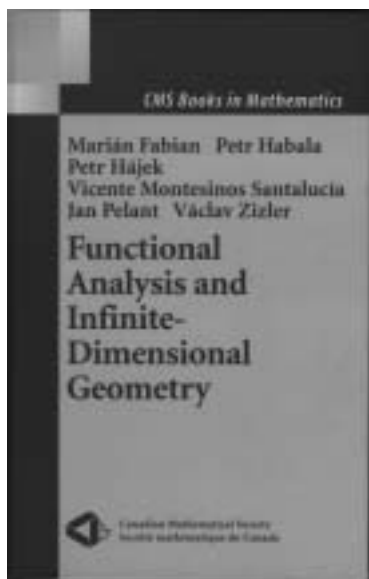 CMS Books in Mathematics
Marián Fabian Petr Habala
Petr Hájek
Vicente Montesinos Santalucía
Jan Pelant Václav Zizler
Functional
Analysis and
Infinite-
Dimensional
Geometry
Canadian Mathematical Society
Société mathématique du Canada